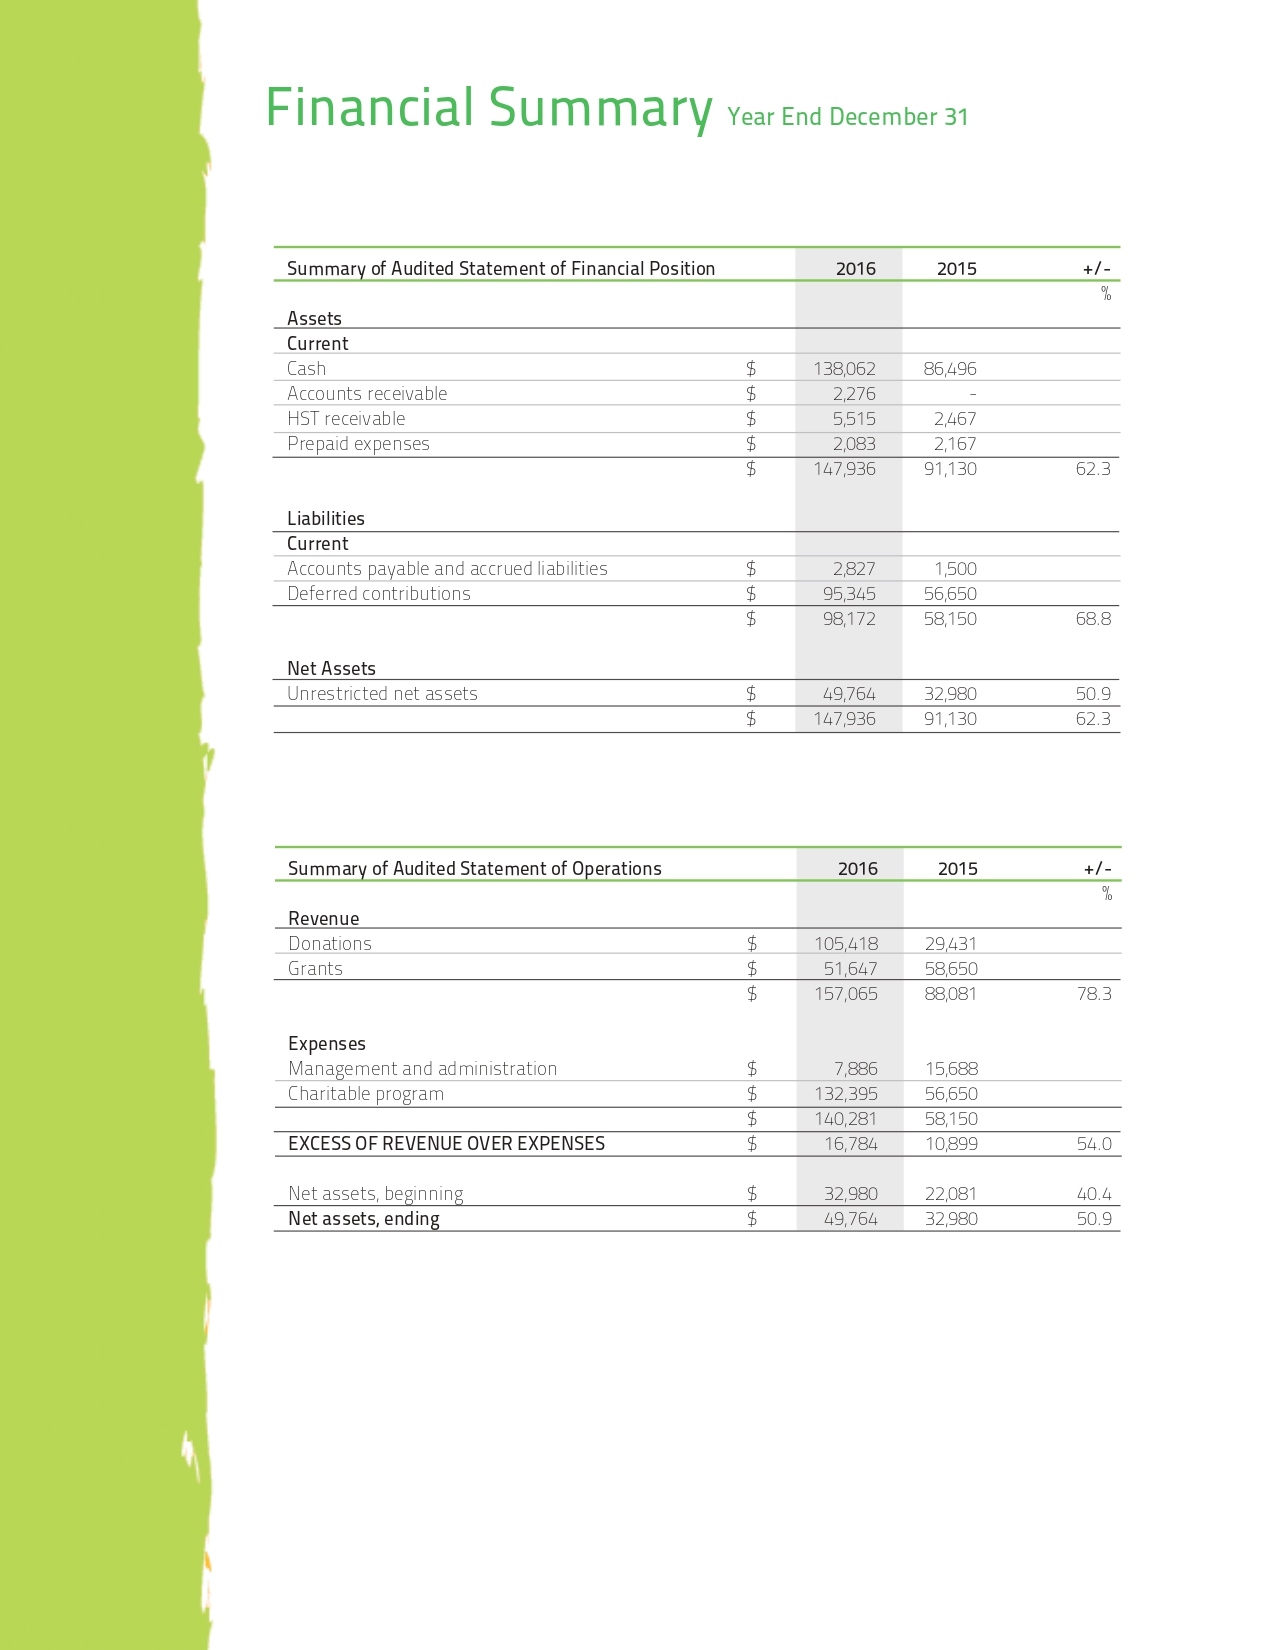 Financial Summary Year End December 31
Summary of Audited Statement of Financial Position 2016 2015 +/-
%
Assets
Current
Cash $ 138,062 86,496
Accounts receivable $ 2,276 -
HST receivable $ 5,515 2,467
Prepaid expenses $ 2,083 2,167
$ 147,936 91,130 62.3
Liabilities
Current
Accounts payable and accrued liabilities $ 2,827 1,500
Deferred contributions $ 95,345 56,650
$ 98,172 58,150 68.8
Net Assets
Unrestricted net assets $ 49,764 32,980 50.9
$ 147,936 91,130 62.3
Summary of Audited Statement of Operations 2016 2015 +/-
%
Revenue
Donations $ 105,418 29,431
Grants $ 51,647 58,650
$ 157,065 88,081 78.3
Expenses
Management and administration $ 7,886 15,688
Charitable program $ 132,395 56,650
$ 140,281 58,150
EXCESS OF REVENUE OVER EXPENSES $ 16,784 10,899 54.0
Net assets, beginning $ 32,980 22,081 40.4
Net assets, ending $ 49,764 32,980 50.9